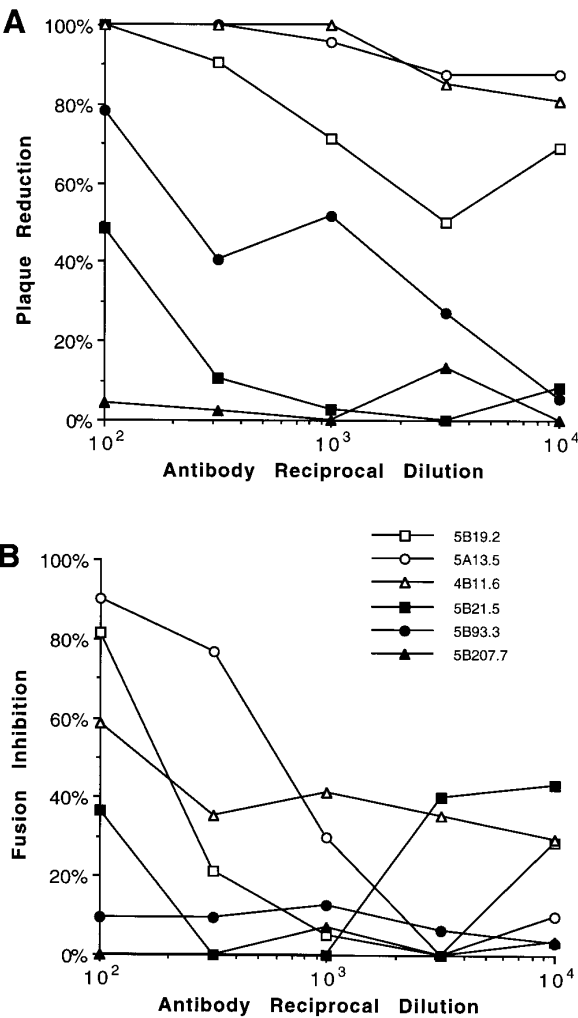 A
100%
80%
60%
40%
20%
0%
Plaque Reduction
10²
10³
10⁴
Antibody Reciprocal Dilution
B
5B19.2
5A13.5
4B11.6
5B21.5
5B93.3
5B207.7
100%
80%
60%
40%
20%
0%
Fusion Inhibition
10²
10³
10⁴
Antibody Reciprocal Dilution